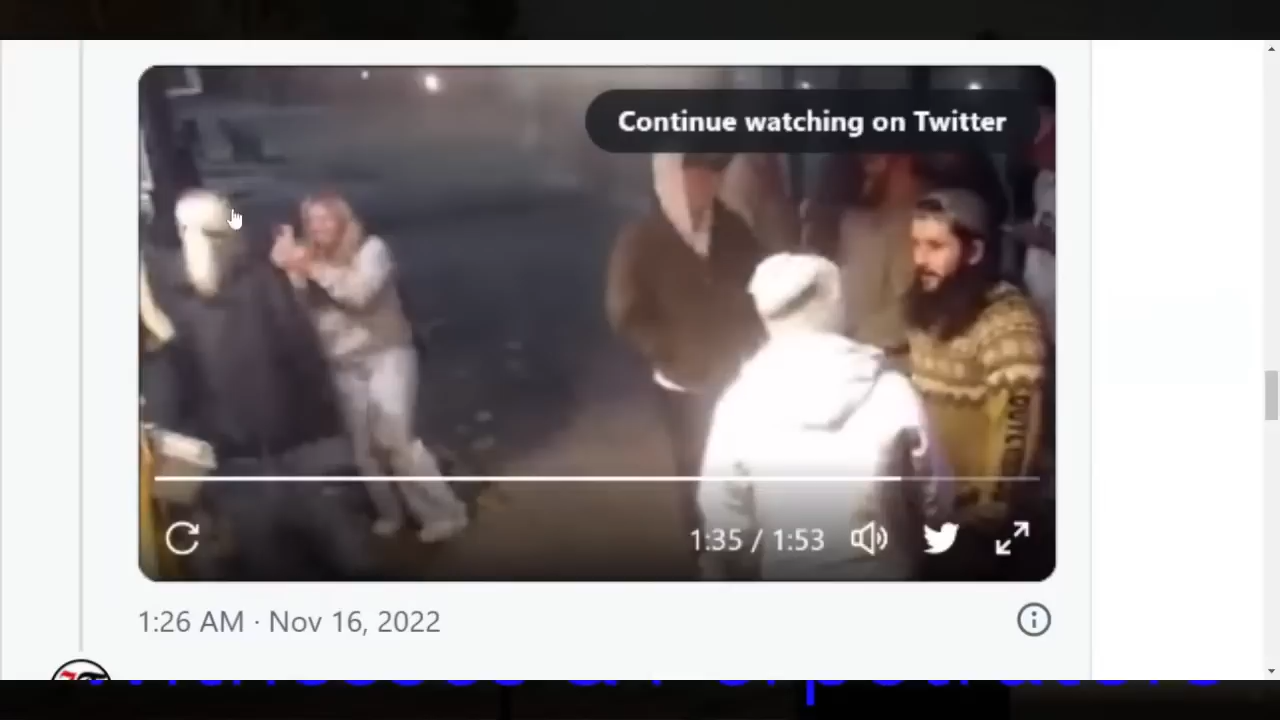 Continue watching on Twitter
1:35 / 1:53
1:26 AM · Nov 16, 2022